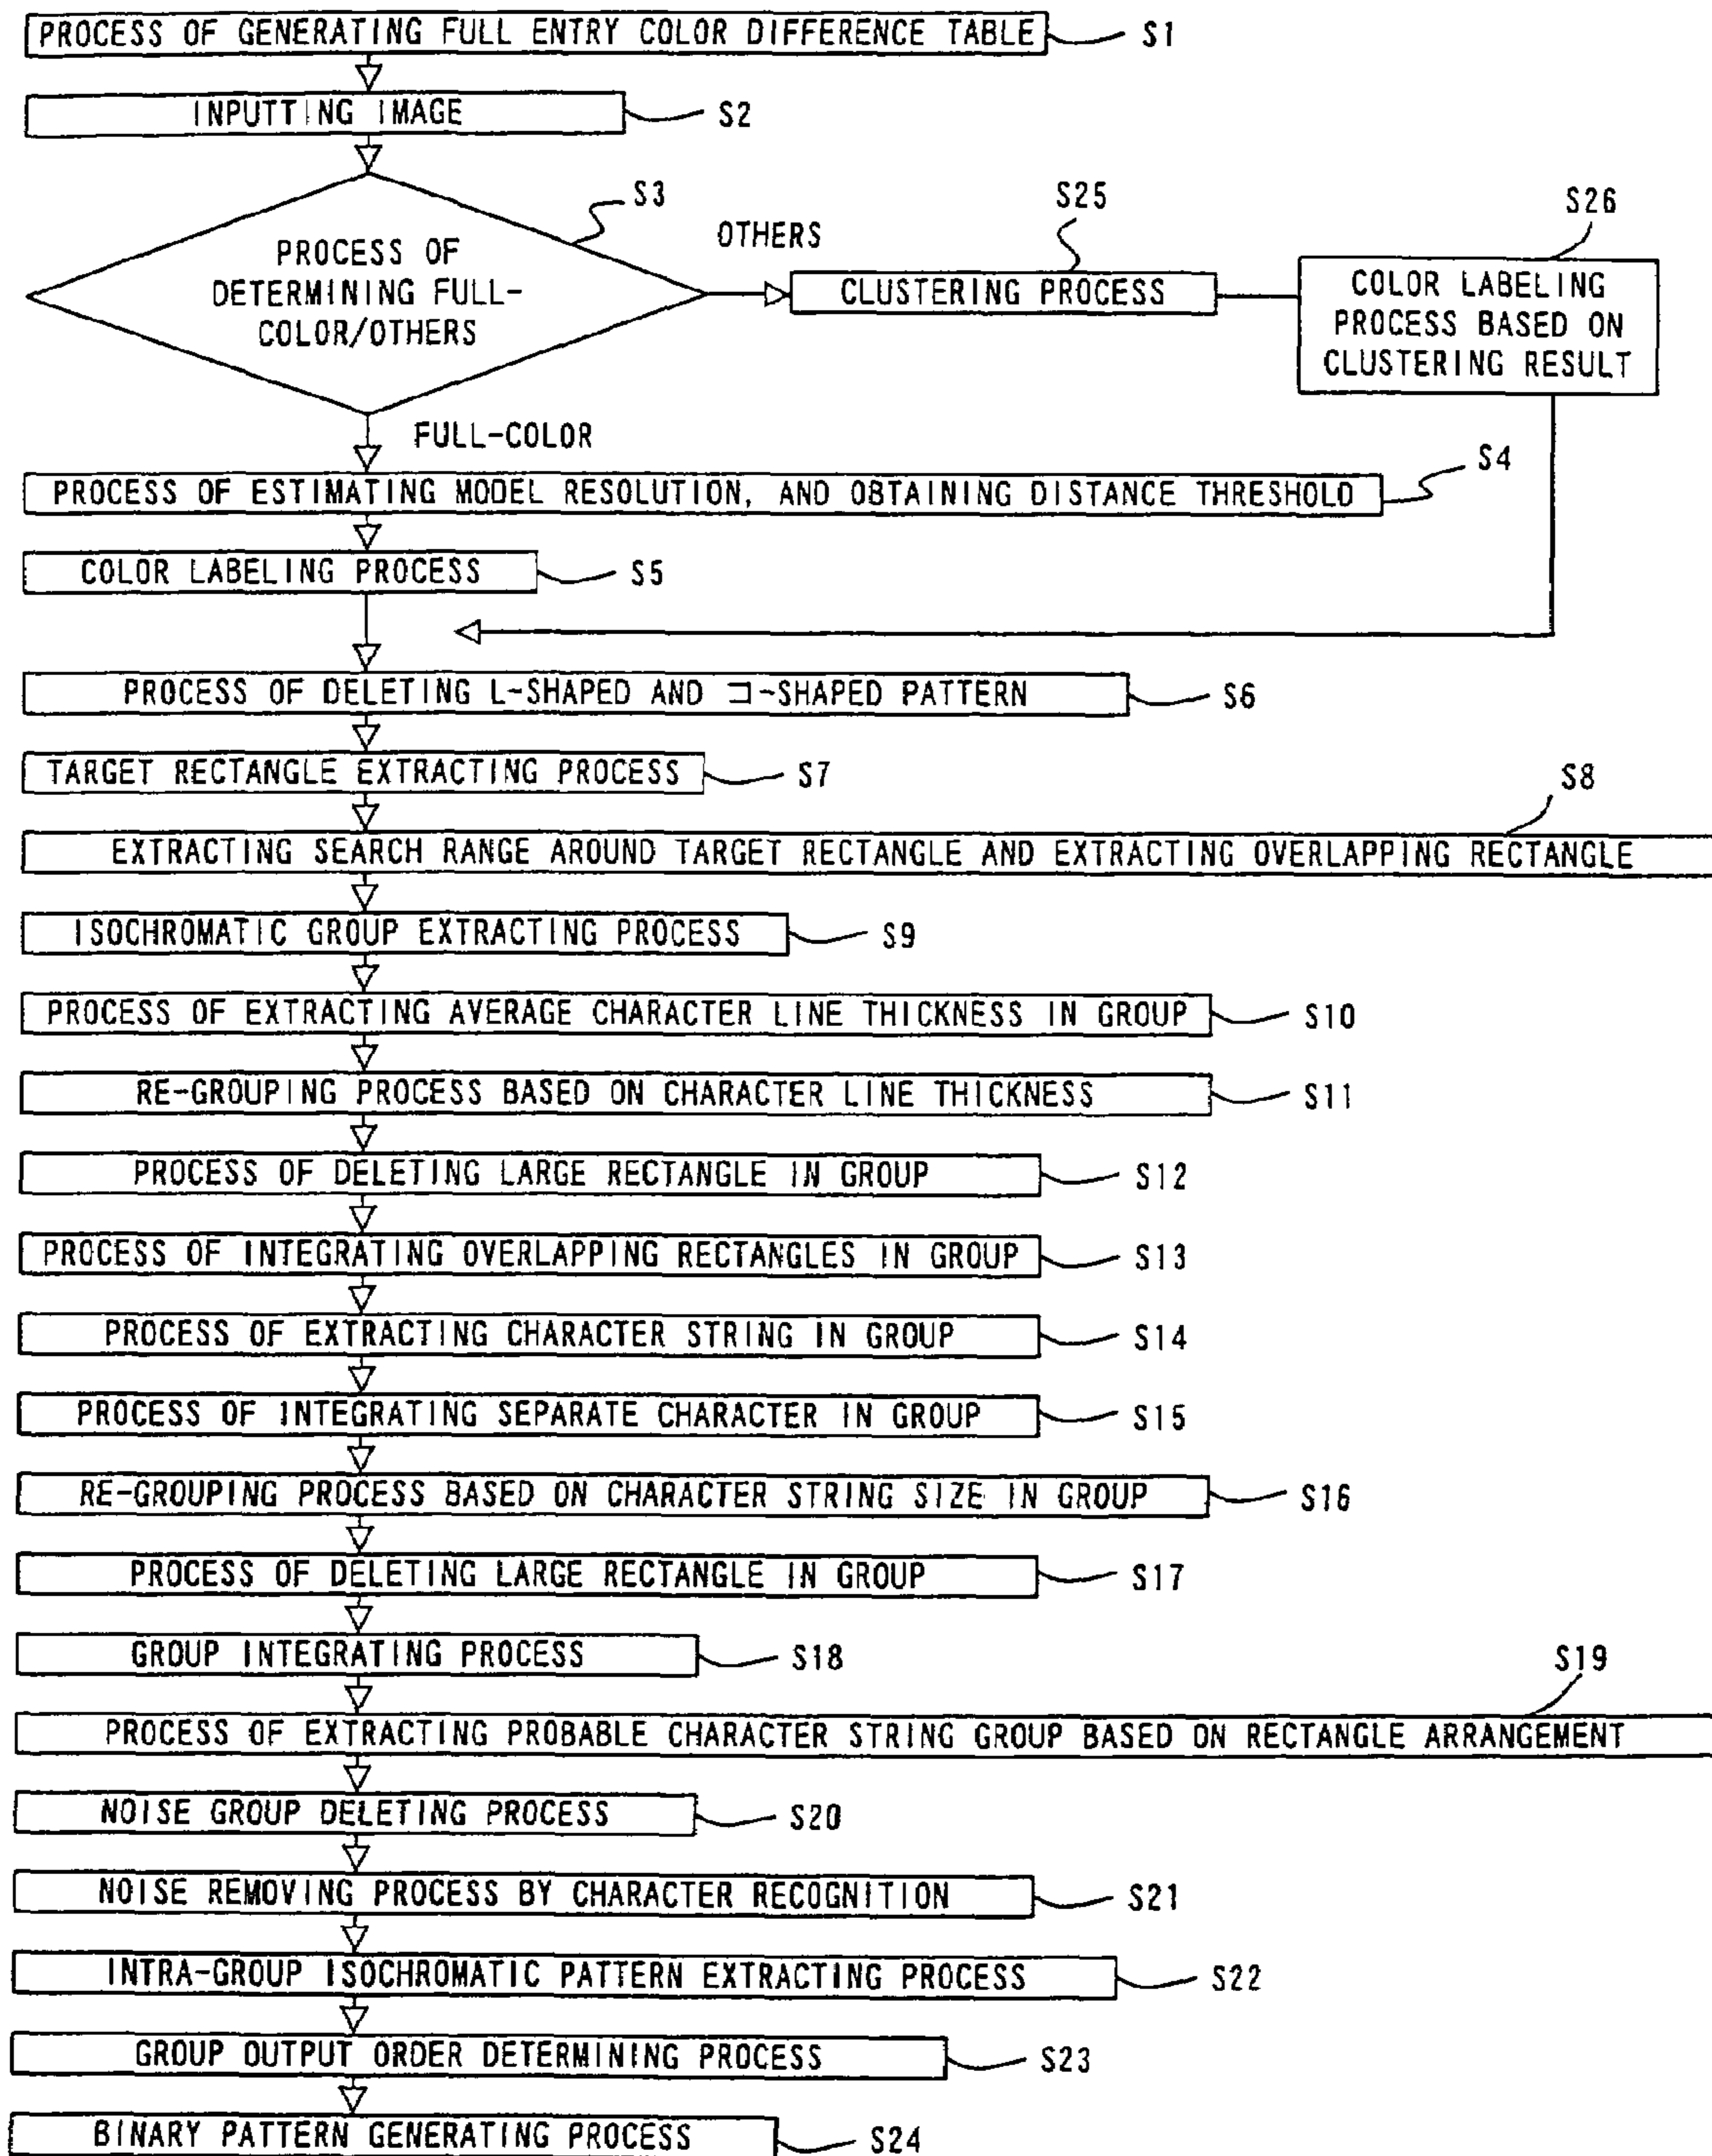 PROCESS OF GENERATING FULL ENTRY COLOR DIFFERENCE TABLE S1
INPUTTING IMAGE S2
S3
PROCESS OF
DETERMINING FULL-
COLOR/OTHERS
OTHERS
S25
CLUSTERING PROCESS
S26
COLOR LABELING
PROCESS BASED ON
CLUSTERING RESULT
FULL-COLOR
PROCESS OF ESTIMATING MODEL RESOLUTION, AND OBTAINING DISTANCE THRESHOLD S4
COLOR LABELING PROCESS S5
PROCESS OF DELETING L-SHAPED AND コ-SHAPED PATTERN S6
TARGET RECTANGLE EXTRACTING PROCESS S7
S8
EXTRACTING SEARCH RANGE AROUND TARGET RECTANGLE AND EXTRACTING OVERLAPPING RECTANGLE
ISOCHROMATIC GROUP EXTRACTING PROCESS S9
PROCESS OF EXTRACTING AVERAGE CHARACTER LINE THICKNESS IN GROUP S10
RE-GROUPING PROCESS BASED ON CHARACTER LINE THICKNESS S11
PROCESS OF DELETING LARGE RECTANGLE IN GROUP S12
PROCESS OF INTEGRATING OVERLAPPING RECTANGLES IN GROUP S13
PROCESS OF EXTRACTING CHARACTER STRING IN GROUP S14
PROCESS OF INTEGRATING SEPARATE CHARACTER IN GROUP S15
RE-GROUPING PROCESS BASED ON CHARACTER STRING SIZE IN GROUP S16
PROCESS OF DELETING LARGE RECTANGLE IN GROUP S17
GROUP INTEGRATING PROCESS S18
S19
PROCESS OF EXTRACTING PROBABLE CHARACTER STRING GROUP BASED ON RECTANGLE ARRANGEMENT
NOISE GROUP DELETING PROCESS S20
NOISE REMOVING PROCESS BY CHARACTER RECOGNITION S21
INTRA-GROUP ISOCHROMATIC PATTERN EXTRACTING PROCESS S22
GROUP OUTPUT ORDER DETERMINING PROCESS S23
BINARY PATTERN GENERATING PROCESS S24